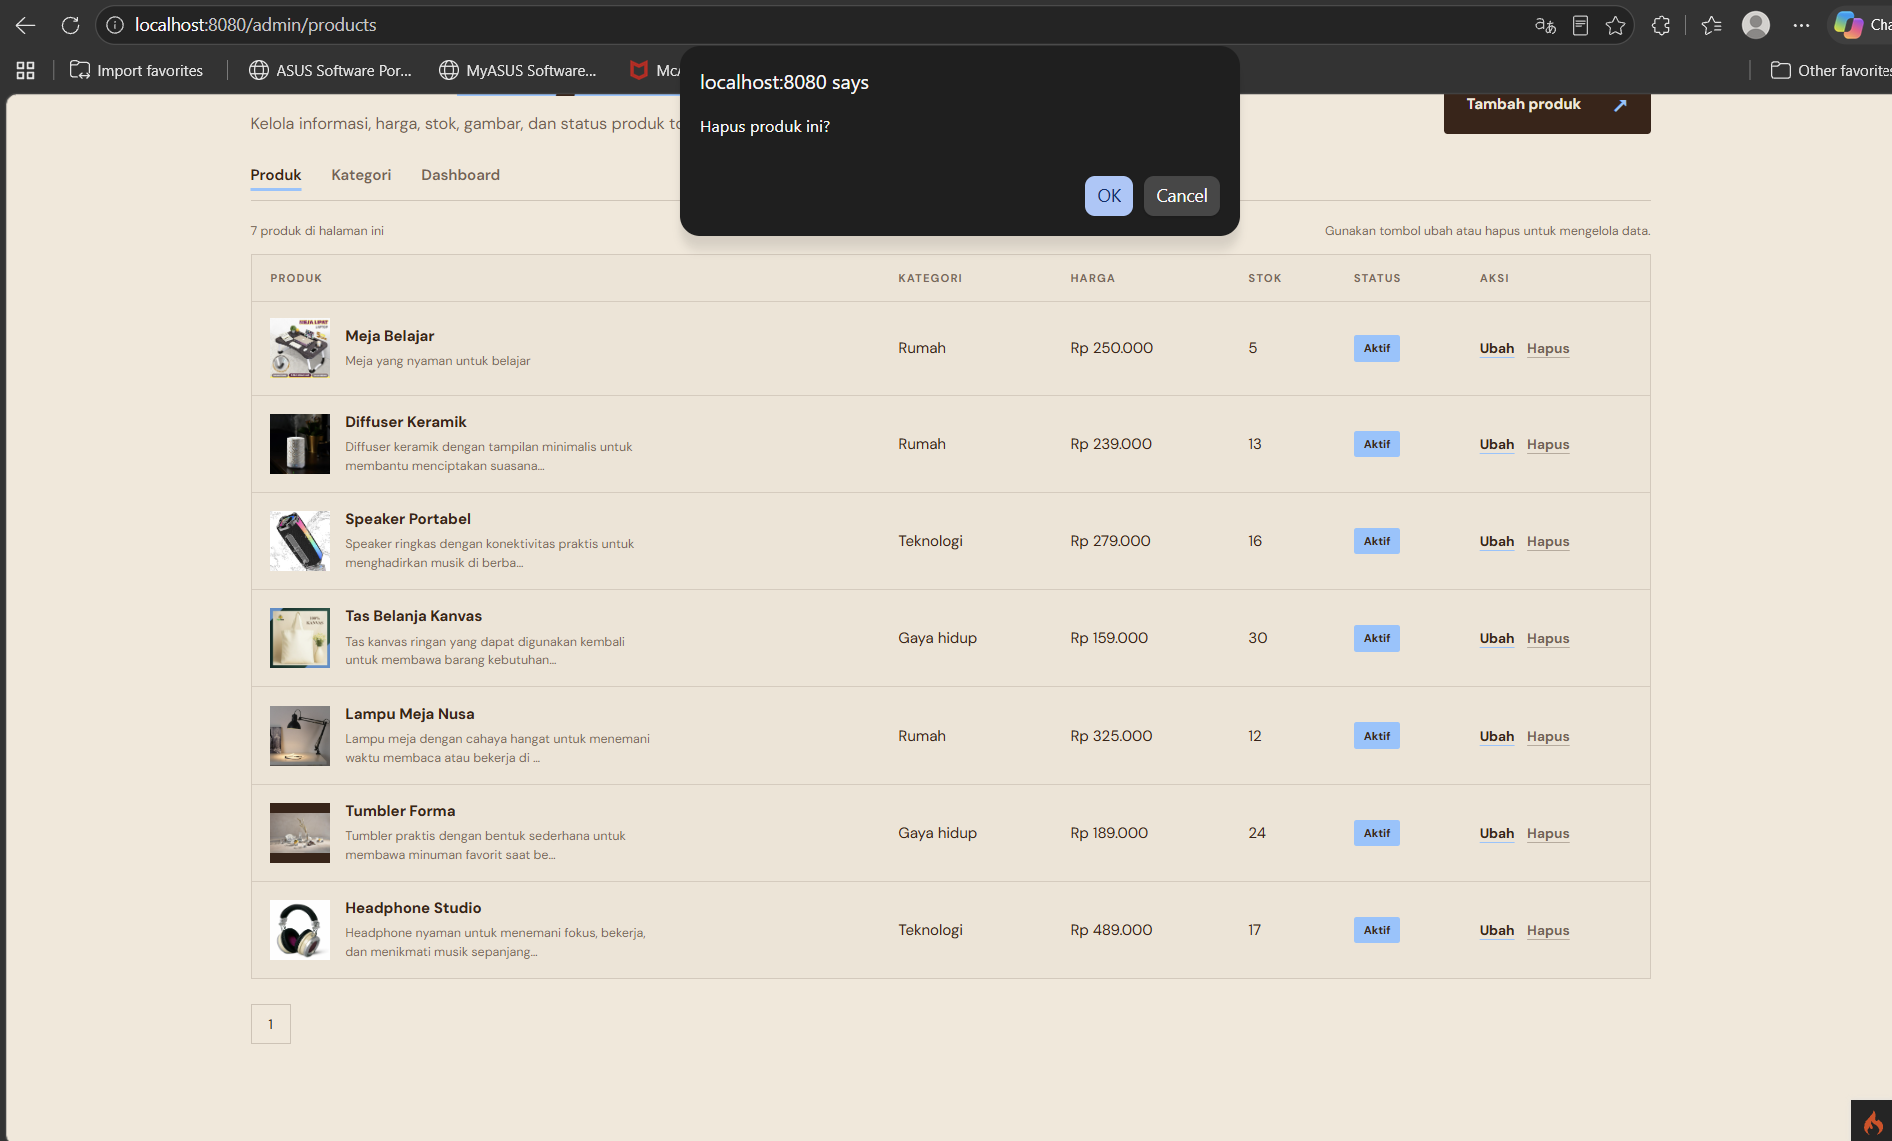 localhost:8080/admin/products
Import favorites
ASUS Software Por...
MyASUS Software...
Other favorites
localhost:8080 says
Hapus produk ini?
OK
Cancel
Tambah produk
Kelola informasi, harga, stok, gambar, dan status produk
Produk
Kategori
Dashboard
7 produk di halaman ini
Gunakan tombol ubah atau hapus untuk mengelola data.
PRODUK KATEGORI HARGA STOK STATUS AKSI
Meja Belajar
Meja yang nyaman untuk belajar
Rumah
Rp 250.000
5
Aktif
Ubah Hapus
Diffuser Keramik
Diffuser keramik dengan tampilan minimalis untuk
membantu menciptakan suasana...
Rumah
Rp 239.000
13
Aktif
Ubah Hapus
Speaker Portabel
Speaker ringkas dengan konektivitas praktis untuk
menghadirkan musik di berba...
Teknologi
Rp 279.000
16
Aktif
Ubah Hapus
Tas Belanja Kanvas
Tas kanvas ringan yang dapat digunakan kembali
untuk membawa barang kebutuhan...
Gaya hidup
Rp 159.000
30
Aktif
Ubah Hapus
Lampu Meja Nusa
Lampu meja dengan cahaya hangat untuk menemani
waktu membaca atau bekerja di ...
Rumah
Rp 325.000
12
Aktif
Ubah Hapus
Tumbler Forma
Tumbler praktis dengan bentuk sederhana untuk
membawa minuman favorit saat be...
Gaya hidup
Rp 189.000
24
Aktif
Ubah Hapus
Headphone Studio
Headphone nyaman untuk menemani fokus, bekerja,
dan menikmati musik sepanjang...
Teknologi
Rp 489.000
17
Aktif
Ubah Hapus
1